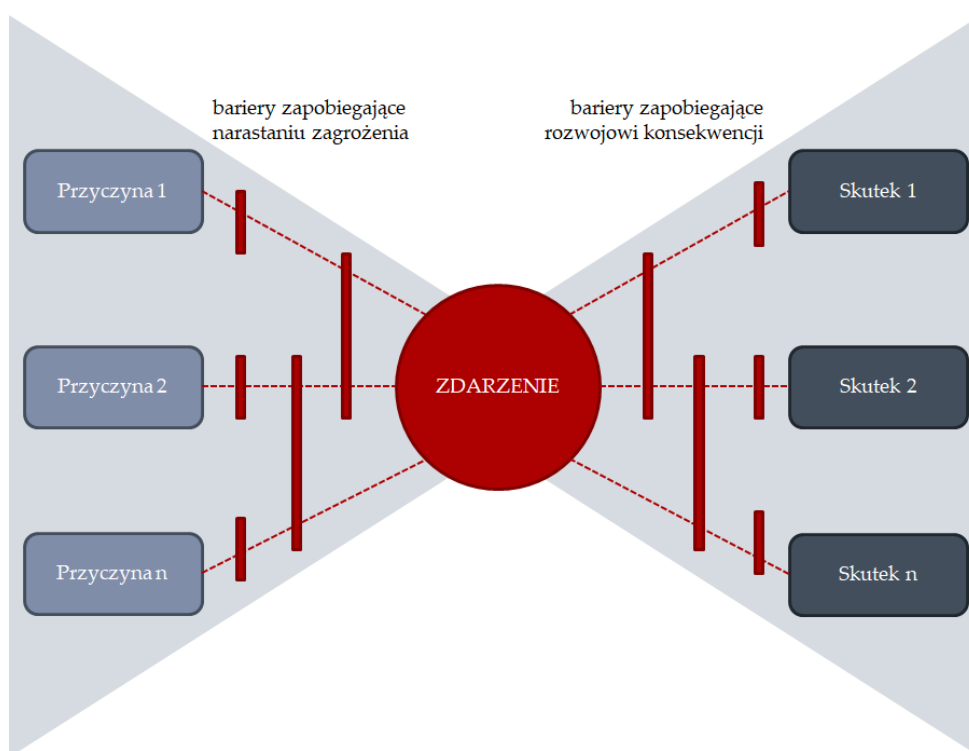 bariery zapobiegające
narastaniu zagrożenia
bariery zapobiegające
rozwojowi konsekwencji
Przyczyna 1
Skutek 1
Przyczyna 2
ZDARZENIE
Skutek 2
Przyczyna n
Skutek n